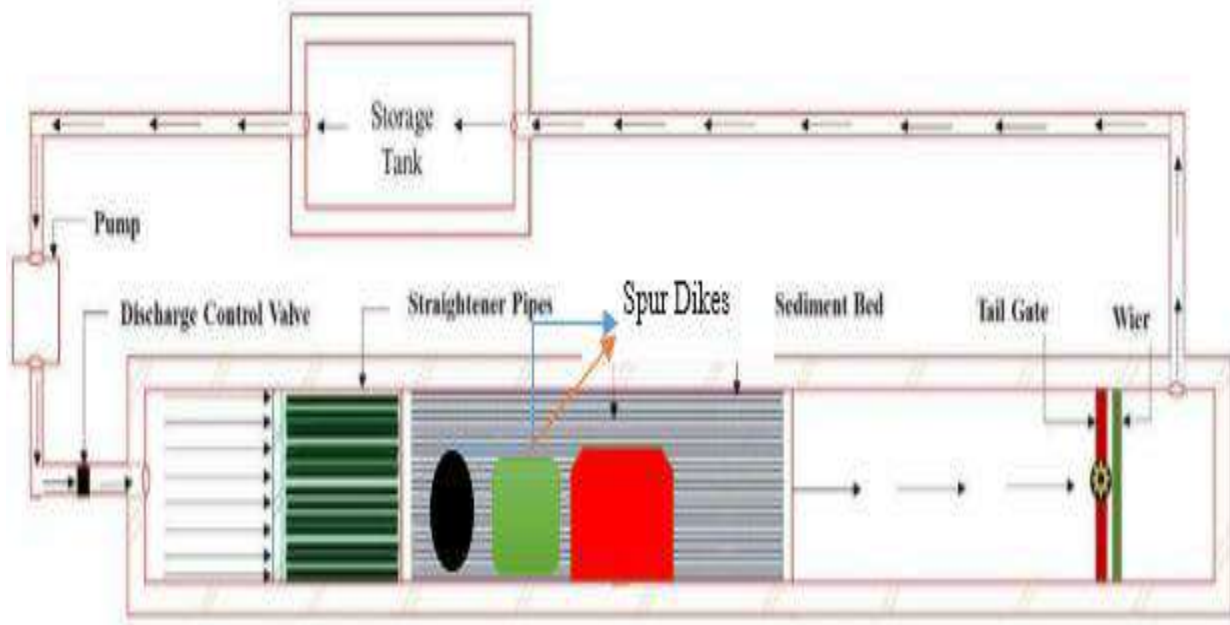 Storage
Tank
Pump
Discharge Control Valve
Straightener Pipes
Spur Dikes
Sediment Bed
Tail Gate
Wier